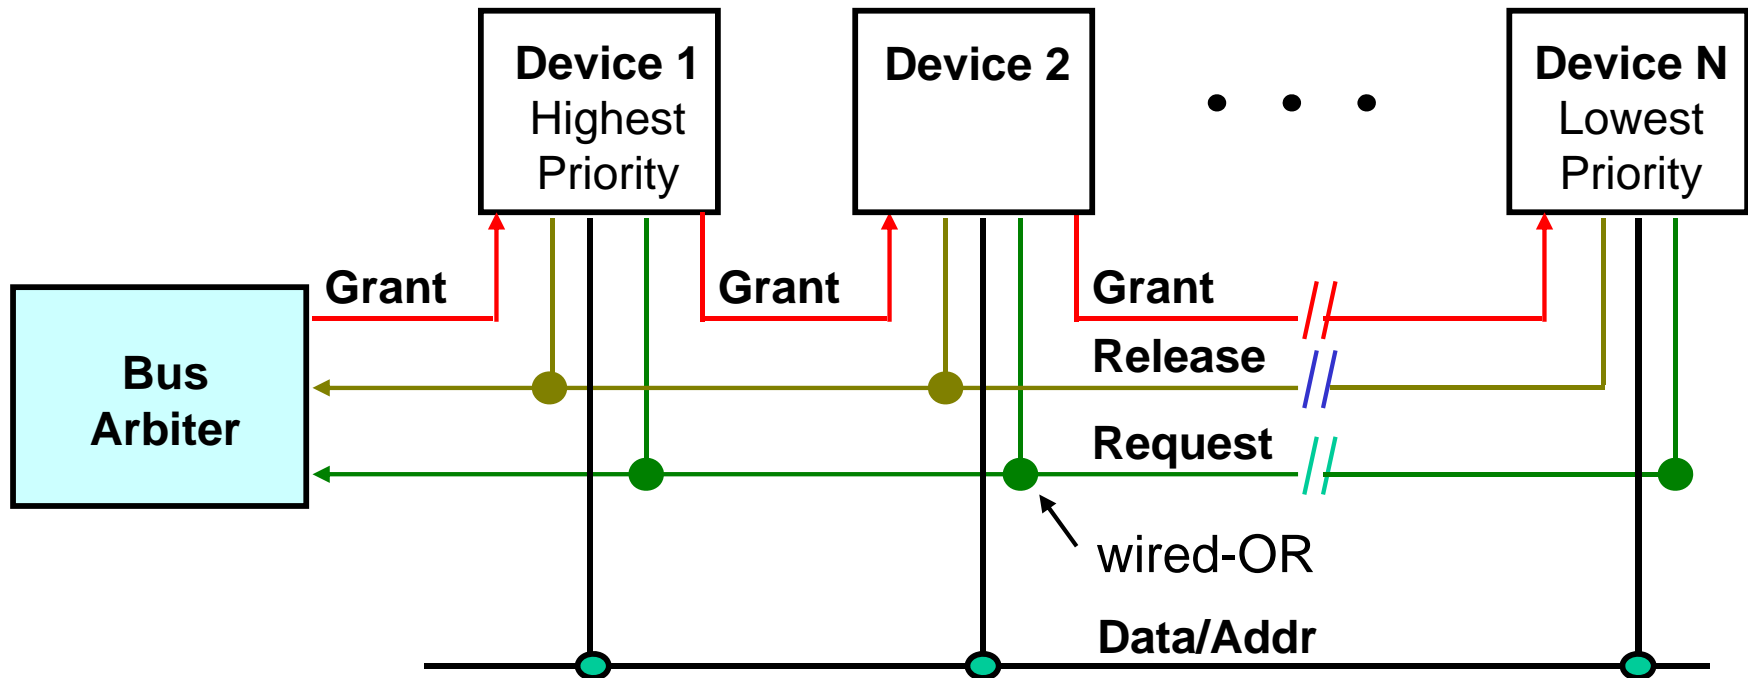 Device 1
Highest
Priority
Device 2
Device N
Lowest
Priority
Grant
Grant
Grant
Bus
Arbiter
Release
Request
wired-OR
Data/Addr